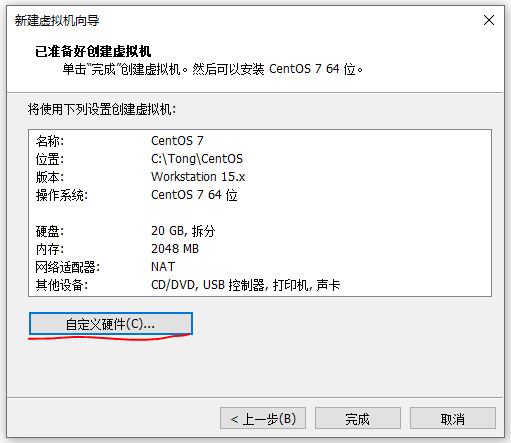 新建虚拟机向导
已准备好创建虚拟机
单击“完成”创建虚拟机。然后可以安装 CentOS 7 64 位。
将使用下列设置创建虚拟机:
名称: CentOS 7
位置: C:\Tong\CentOS
版本: Workstation 15.x
操作系统: CentOS 7 64 位
硬盘: 20 GB, 拆分
内存: 2048 MB
网络适配器: NAT
其他设备: CD/DVD, USB 控制器, 打印机, 声卡
自定义硬件(C)...
< 上一步(B) 完成 取消